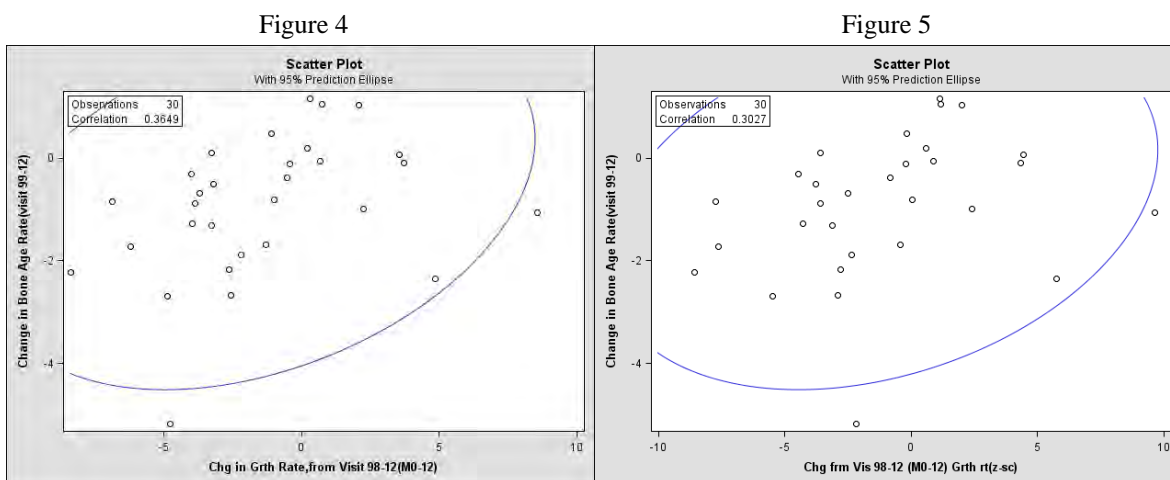 Figure 4
Scatter Plot
With 95% Prediction Ellipse
Observations 30
Correlation 0.3649
Change in Bone Age Rate(visit 99-12)
0
-2
-4
-5
0
5
10
Chg in Grth Rate,from Visit 98-12(M0-12)
Figure 5
Scatter Plot
With 95% Prediction Ellipse
Observations 30
Correlation 0.3027
Change in Bone Age Rate(visit 99-12)
0
-2
-4
-10
-5
0
5
10
Chg frm Vis 98-12 (M0-12) Grth rt(z-sc)